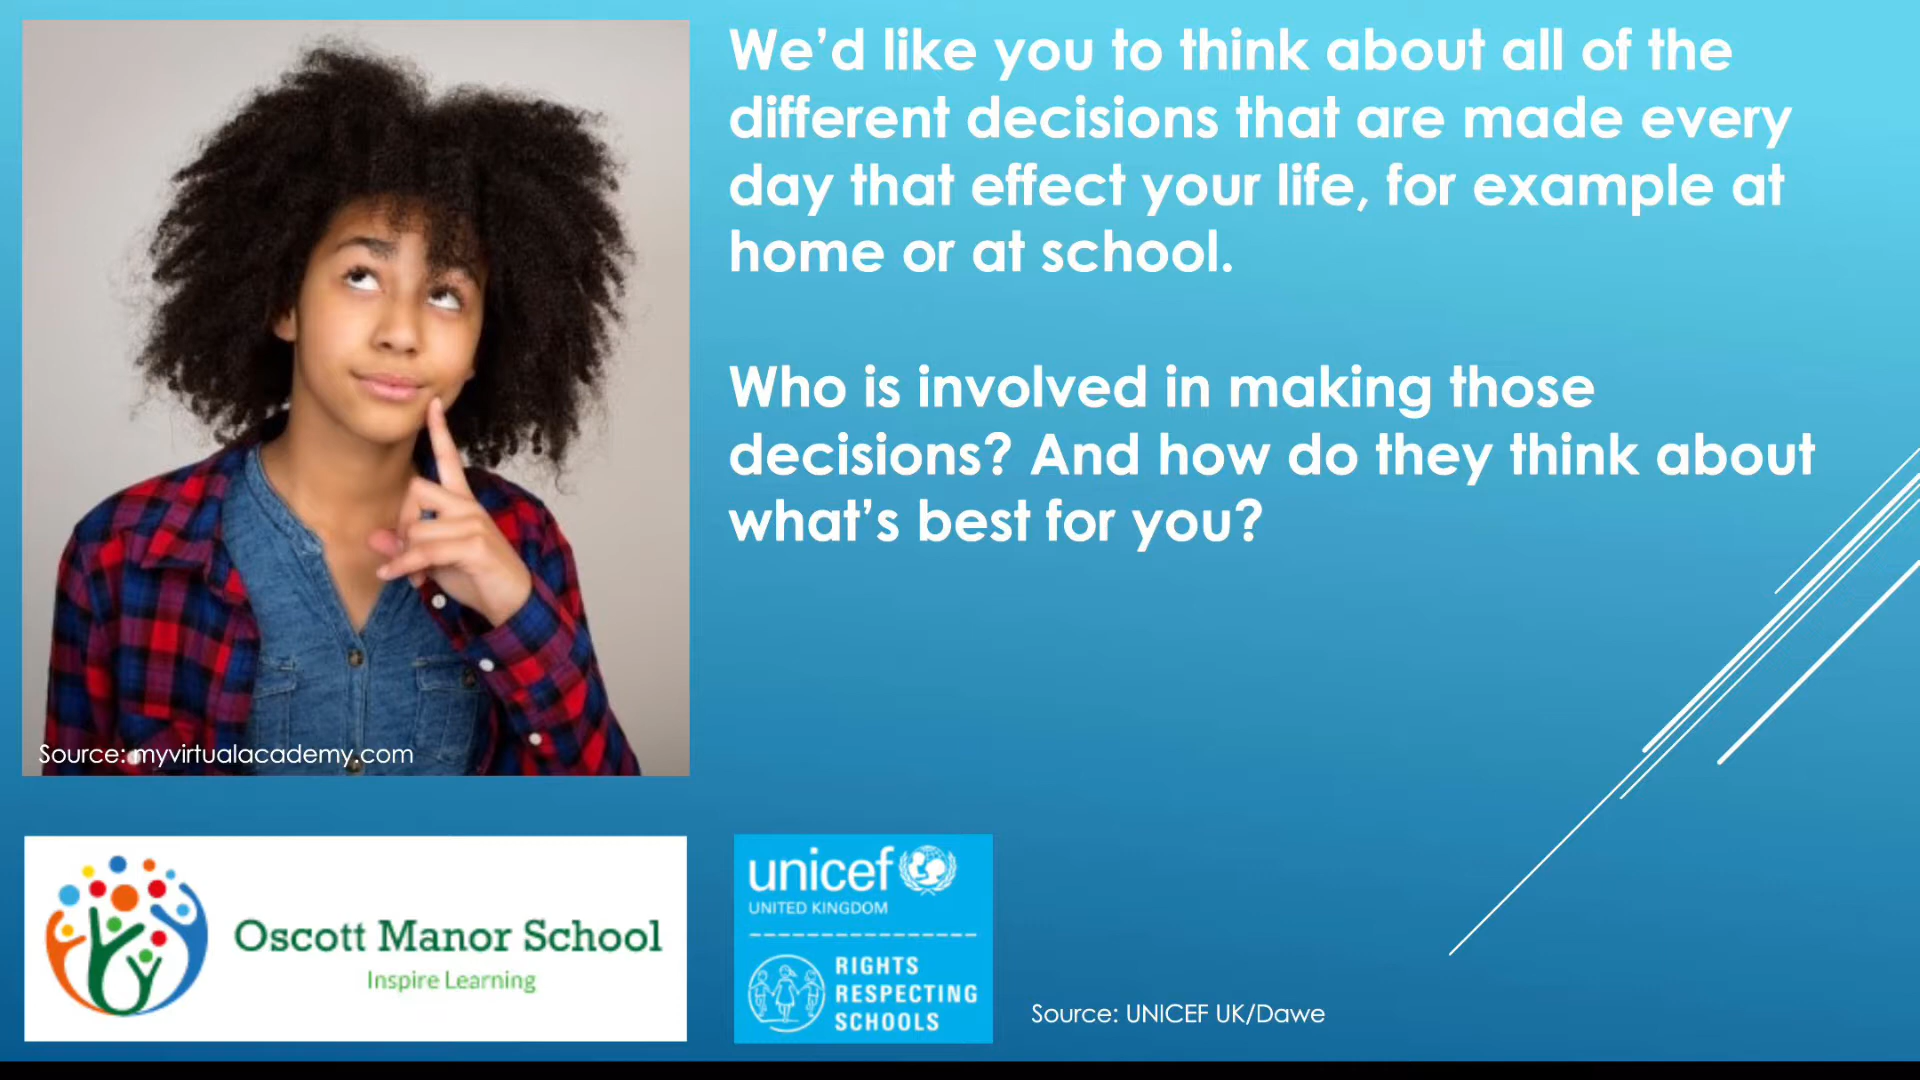 We’d like you to think about all of the
different decisions that are made every
day that effect your life, for example at
home or at school.
Who is involved in making those
decisions? And how do they think about
what’s best for you?
Source: myvirtualacademy.com
Oscott Manor School
Inspire Learning
unicef
UNITED KINGDOM
RIGHTS
RESPECTING
SCHOOLS
Source: UNICEF UK/Dawe